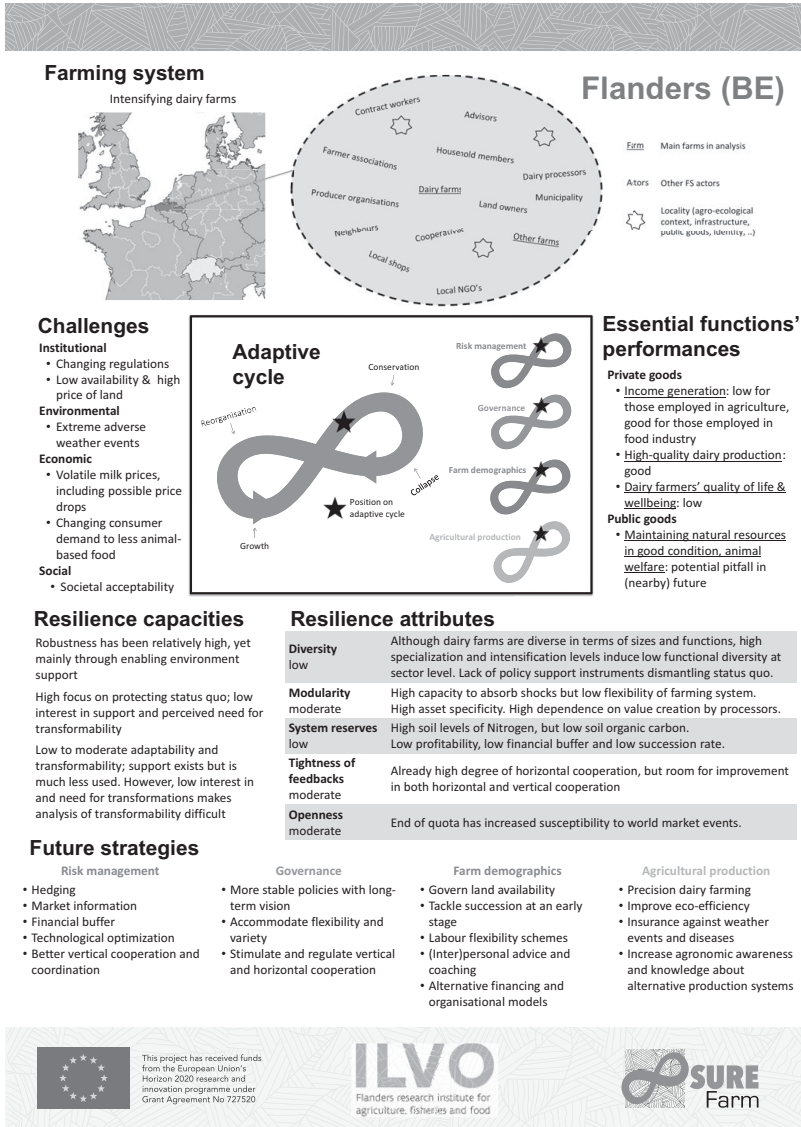 Farming system
Intensifying dairy farms
Flanders (BE)
Contract workers
Advisors
Farmer associations
Household members
Dairy processors
Producer organisations
Dairy farms
Land owners
Municipality
Neighbours
Cooperatives
Other farms
Local shops
Local NGO's
Farm Main farms in analysis
Actors Other FS actors
Locality (agro-ecological
context, infrastructure,
public goods, identity, ..)
Challenges
Institutional
• Changing regulations
• Low availability & high
price of land
Environmental
• Extreme adverse
weather events
Economic
• Volatile milk prices,
including possible price
drops
• Changing consumer
demand to less animal-
based food
Social
• Societal acceptability
Adaptive
cycle
Conservation
Reorganisation
Collapse
Position on
adaptive cycle
Growth
Risk management
Governance
Farm demographics
Agricultural production
Essential functions'
performances
Private goods
• Income generation: low for
those employed in agriculture,
good for those employed in
food industry
• High-quality dairy production:
good
• Dairy farmers' quality of life &
wellbeing: low
Public goods
• Maintaining natural resources
in good condition, animal
welfare: potential pitfall in
(nearby) future
Resilience capacities
Robustness has been relatively high, yet
mainly through enabling environment
support
High focus on protecting status quo; low
interest in support and perceived need for
transformability
Low to moderate adaptability and
transformability; support exists but is
much less used. However, low interest in
and need for transformations makes
analysis of transformability difficult
Resilience attributes
Diversity
low
Although dairy farms are diverse in terms of sizes and functions, high
specialization and intensification levels induce low functional diversity at
sector level. Lack of policy support instruments dismantling status quo.
Modularity
moderate
High capacity to absorb shocks but low flexibility of farming system.
High asset specificity. High dependence on value creation by processors.
System reserves
low
High soil levels of Nitrogen, but low soil organic carbon.
Low profitability, low financial buffer and low succession rate.
Tightness of
feedbacks
moderate
Already high degree of horizontal cooperation, but room for improvement
in both horizontal and vertical cooperation
Openness
moderate
End of quota has increased susceptibility to world market events.
Future strategies
Risk management
• Hedging
• Market information
• Financial buffer
• Technological optimization
• Better vertical cooperation and
coordination
Governance
• More stable policies with long-
term vision
• Accommodate flexibility and
variety
• Stimulate and regulate vertical
and horizontal cooperation
Farm demographics
• Govern land availability
• Tackle succession at an early
stage
• Labour flexibility schemes
• (Inter)personal advice and
coaching
• Alternative financing and
organisational models
Agricultural production
• Precision dairy farming
• Improve eco-efficiency
• Insurance against weather
events and diseases
• Increase agronomic awareness
and knowledge about
alternative production systems
This project has received funds
from the European Union's
Horizon 2020 research and
innovation programme under
Grant Agreement No 727520
ILVO
Flanders research institute for
agriculture, fisheries and food
SURE
Farm